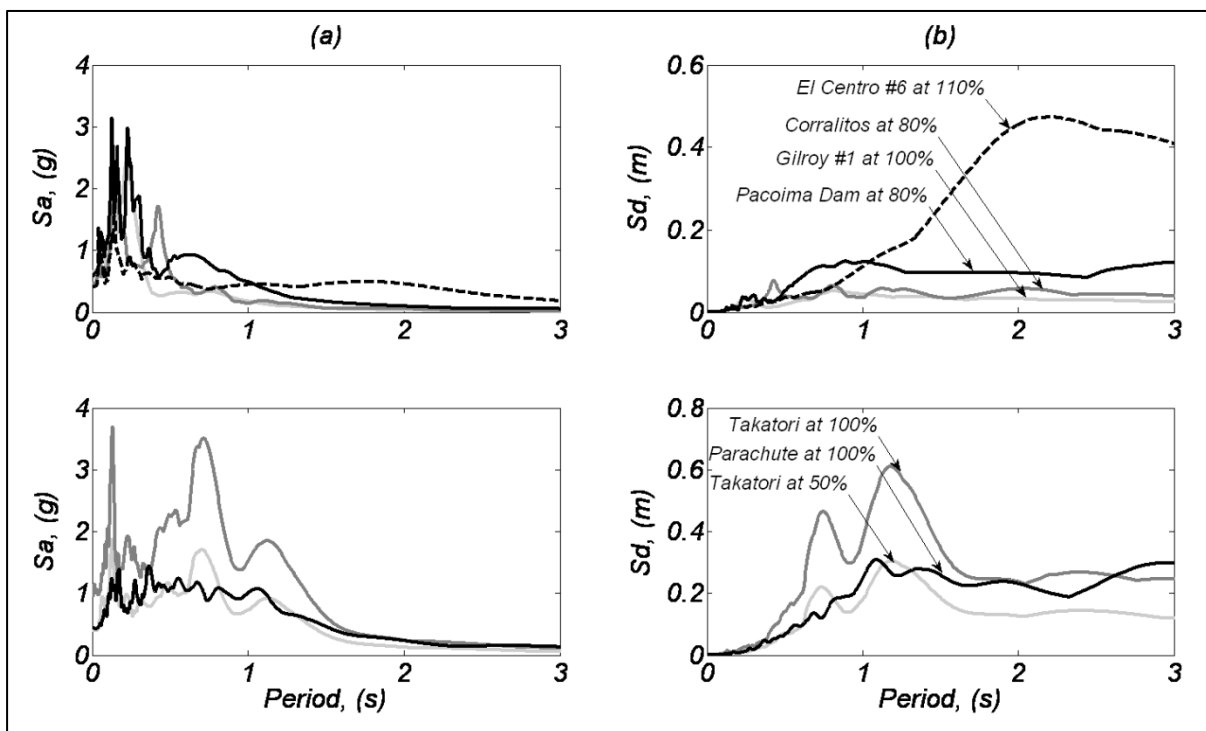 (a)
(b)
4
3
2
1
0
Sa, (g)
0
1
2
3
0.6
0.4
0.2
0
Sd, (m)
El Centro #6 at 110%
Corralitos at 80%
Gilroy #1 at 100%
Pacoima Dam at 80%
0
1
2
3
4
3
2
1
0
Sa, (g)
0
1
2
3
Period, (s)
0.8
0.6
0.4
0.2
0
Sd, (m)
Takatori at 100%
Parachute at 100%
Takatori at 50%
0
1
2
3
Period, (s)